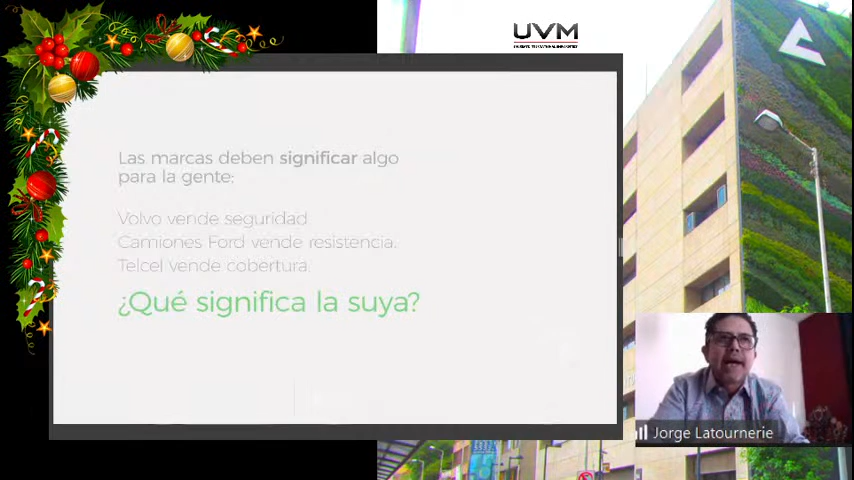 UVM
Las marcas deben significar algo
para la gente:
Volvo vende seguridad
Camiones Ford vende resistencia.
Telcel vende cobertura.
¿Qué significa la suya?
Jorge Latournerie